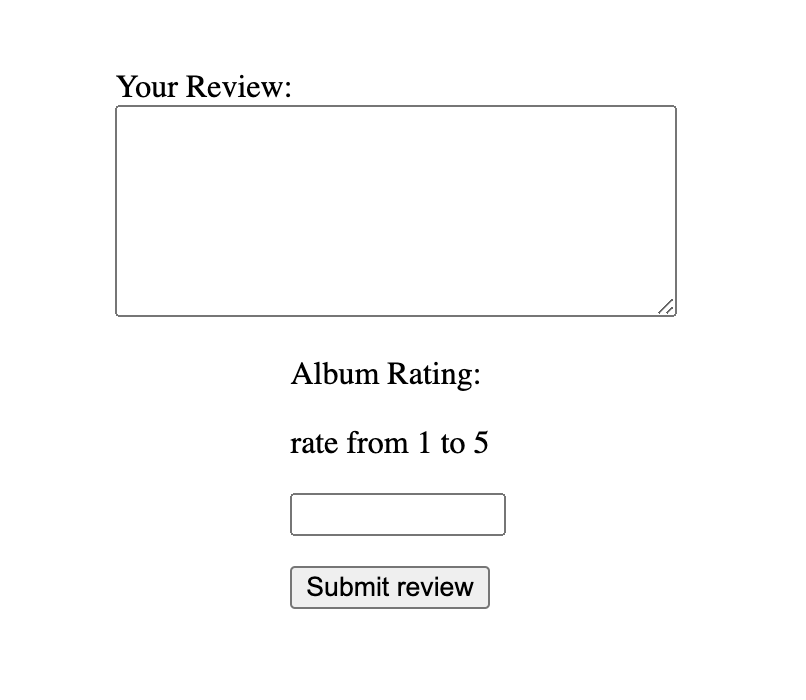 Your Review:
Album Rating:
rate from 1 to 5
Submit review